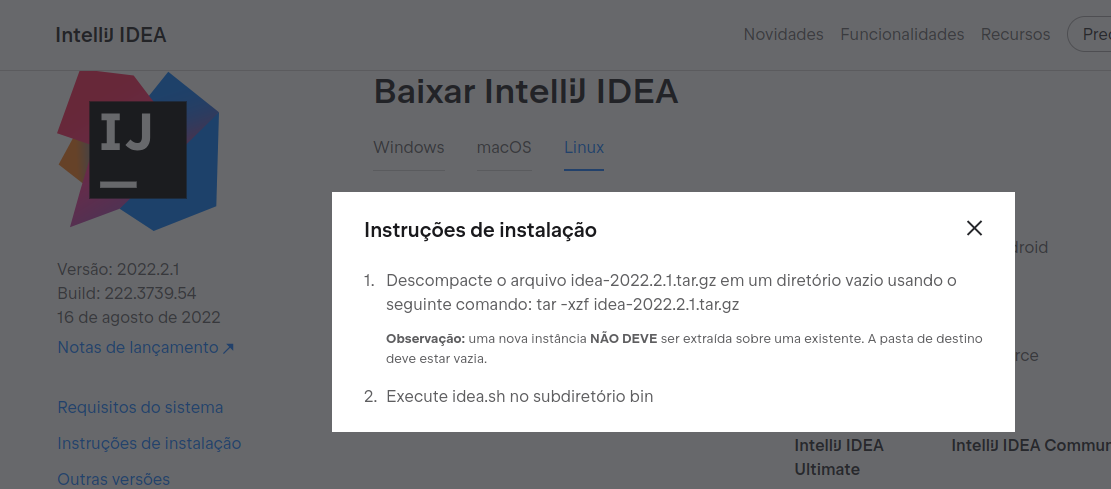 IntelliJ IDEA
Novidades Funcionalidades Recursos
IJ
Baixar IntelliJ IDEA
Windows macOS Linux
Instruções de instalação
1. Descompacte o arquivo idea-2022.2.1.tar.gz em um diretório vazio usando o
seguinte comando: tar -xzf idea-2022.2.1.tar.gz
Observação: uma nova instância NÃO DEVE ser extraída sobre uma existente. A pasta de destino
deve estar vazia.
2. Execute idea.sh no subdiretório bin
Versão: 2022.2.1
Build: 222.3739.54
16 de agosto de 2022
Notas de lançamento ↗
Requisitos do sistema
Instruções de instalação
Outras versões
IntelliJ IDEA
Ultimate
IntelliJ IDEA